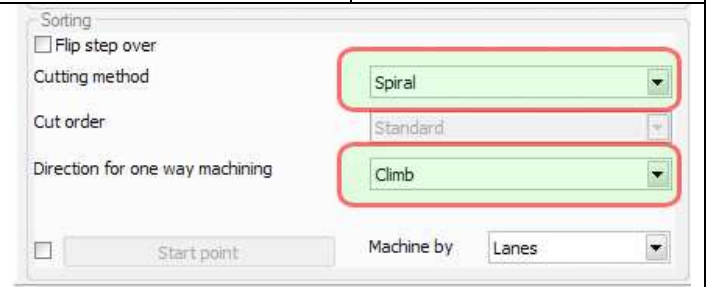 Sorting
Flip step over
Cutting method Spiral
Cut order Standard
Direction for one way machining Climb
Start point Machine by Lanes